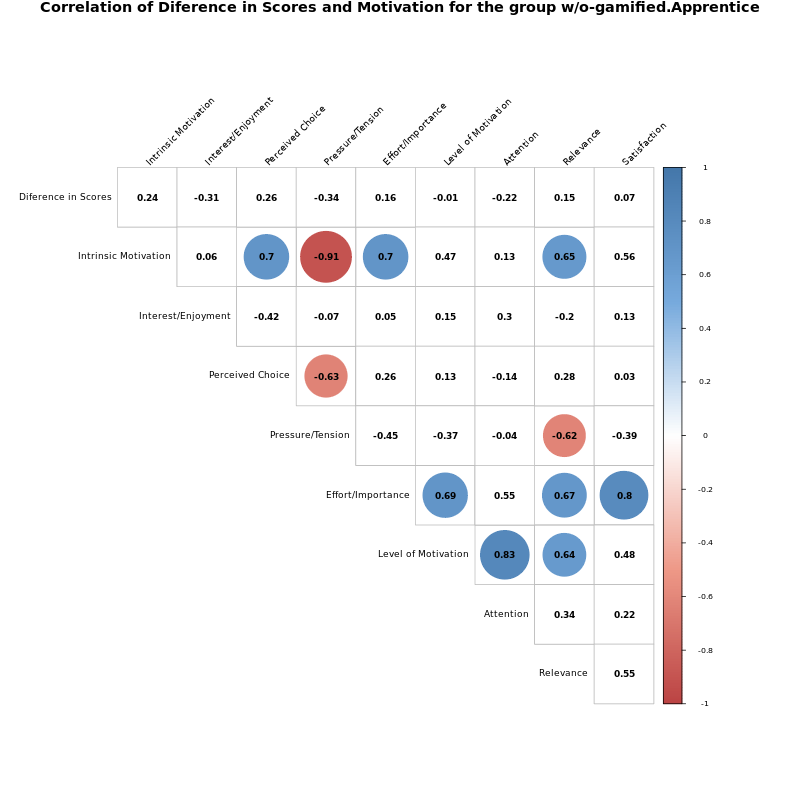 Correlation of Diference in Scores and Motivation for the group w/o-gamified.Apprentice
Intrinsic Motivation
Interest/Enjoyment
Perceived Choice
Pressure/Tension
Effort/Importance
Level of Motivation
Attention
Relevance
Satisfaction
Diference in Scores 0.24 -0.31 0.26 -0.34 0.16 -0.01 -0.22 0.15 0.07
Intrinsic Motivation 0.06 0.7 -0.91 0.7 0.47 0.13 0.65 0.56
Interest/Enjoyment -0.42 -0.07 0.05 0.15 0.3 -0.2 0.13
Perceived Choice -0.63 0.26 0.13 -0.14 0.28 0.03
Pressure/Tension -0.45 -0.37 -0.04 -0.62 -0.39
Effort/Importance 0.69 0.55 0.67 0.8
Level of Motivation 0.83 0.64 0.48
Attention 0.34 0.22
Relevance 0.55
1
0.8
0.6
0.4
0.2
0
-0.2
-0.4
-0.6
-0.8
-1